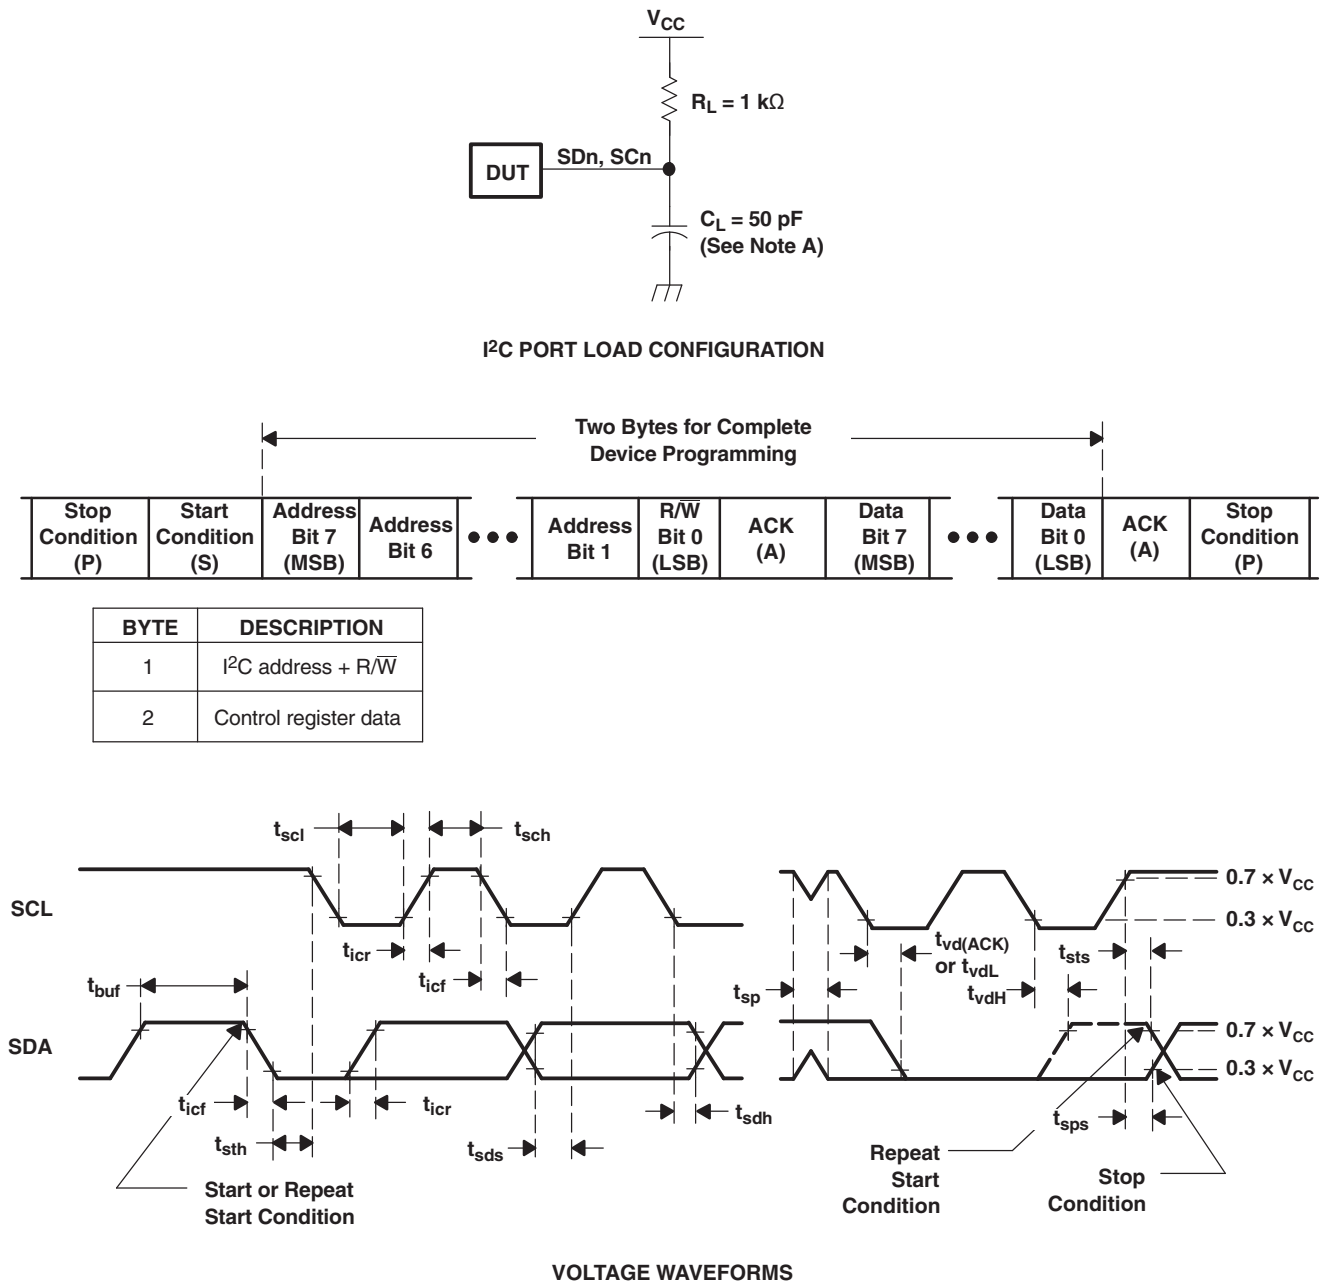 VCC
RL = 1 kΩ
DUT
SDn, SCn
CL = 50 pF
(See Note A)
I²C PORT LOAD CONFIGURATION
Two Bytes for Complete
Device Programming
Stop
Condition
(P)
Start
Condition
(S)
Address
Bit 7
(MSB)
Address
Bit 6
•••
Address
Bit 1
R/W̅
Bit 0
(LSB)
ACK
(A)
Data
Bit 7
(MSB)
•••
Data
Bit 0
(LSB)
ACK
(A)
Stop
Condition
(P)
BYTE DESCRIPTION
1 I²C address + R/W̅
2 Control register data
tscl
tsch
SCL
0.7 × VCC
0.3 × VCC
ticr
ticf
tbuf
tsp
tvd(ACK)
or tvdL
tvdH
tsts
SDA
0.7 × VCC
0.3 × VCC
ticf
ticr
tsth
tsds
tsdh
tsps
Start or Repeat
Start Condition
Repeat
Start
Condition
Stop
Condition
VOLTAGE WAVEFORMS